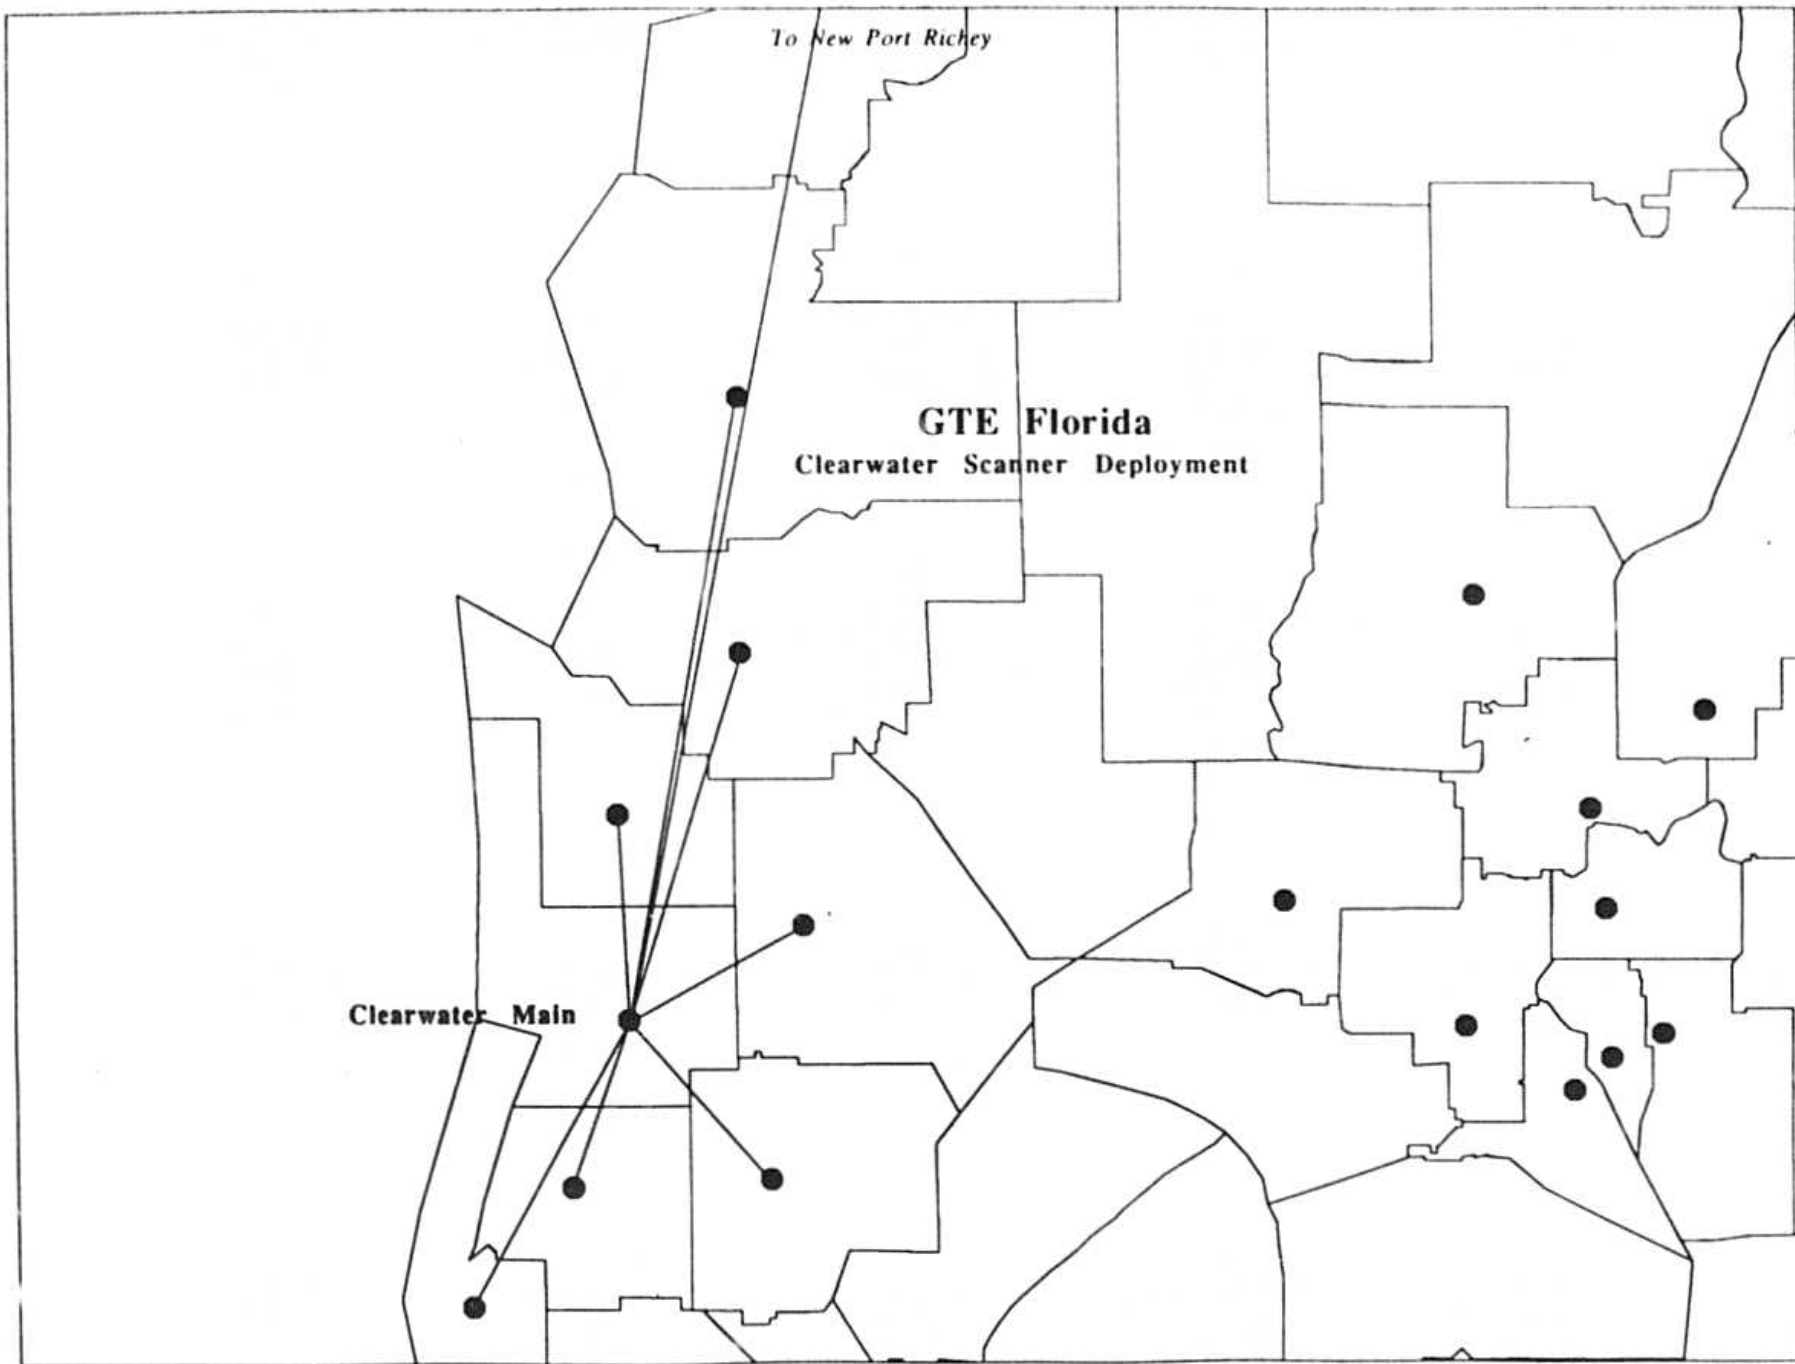 To New Port Richey
GTE Florida
Clearwater Scanner Deployment
Clearwater Main